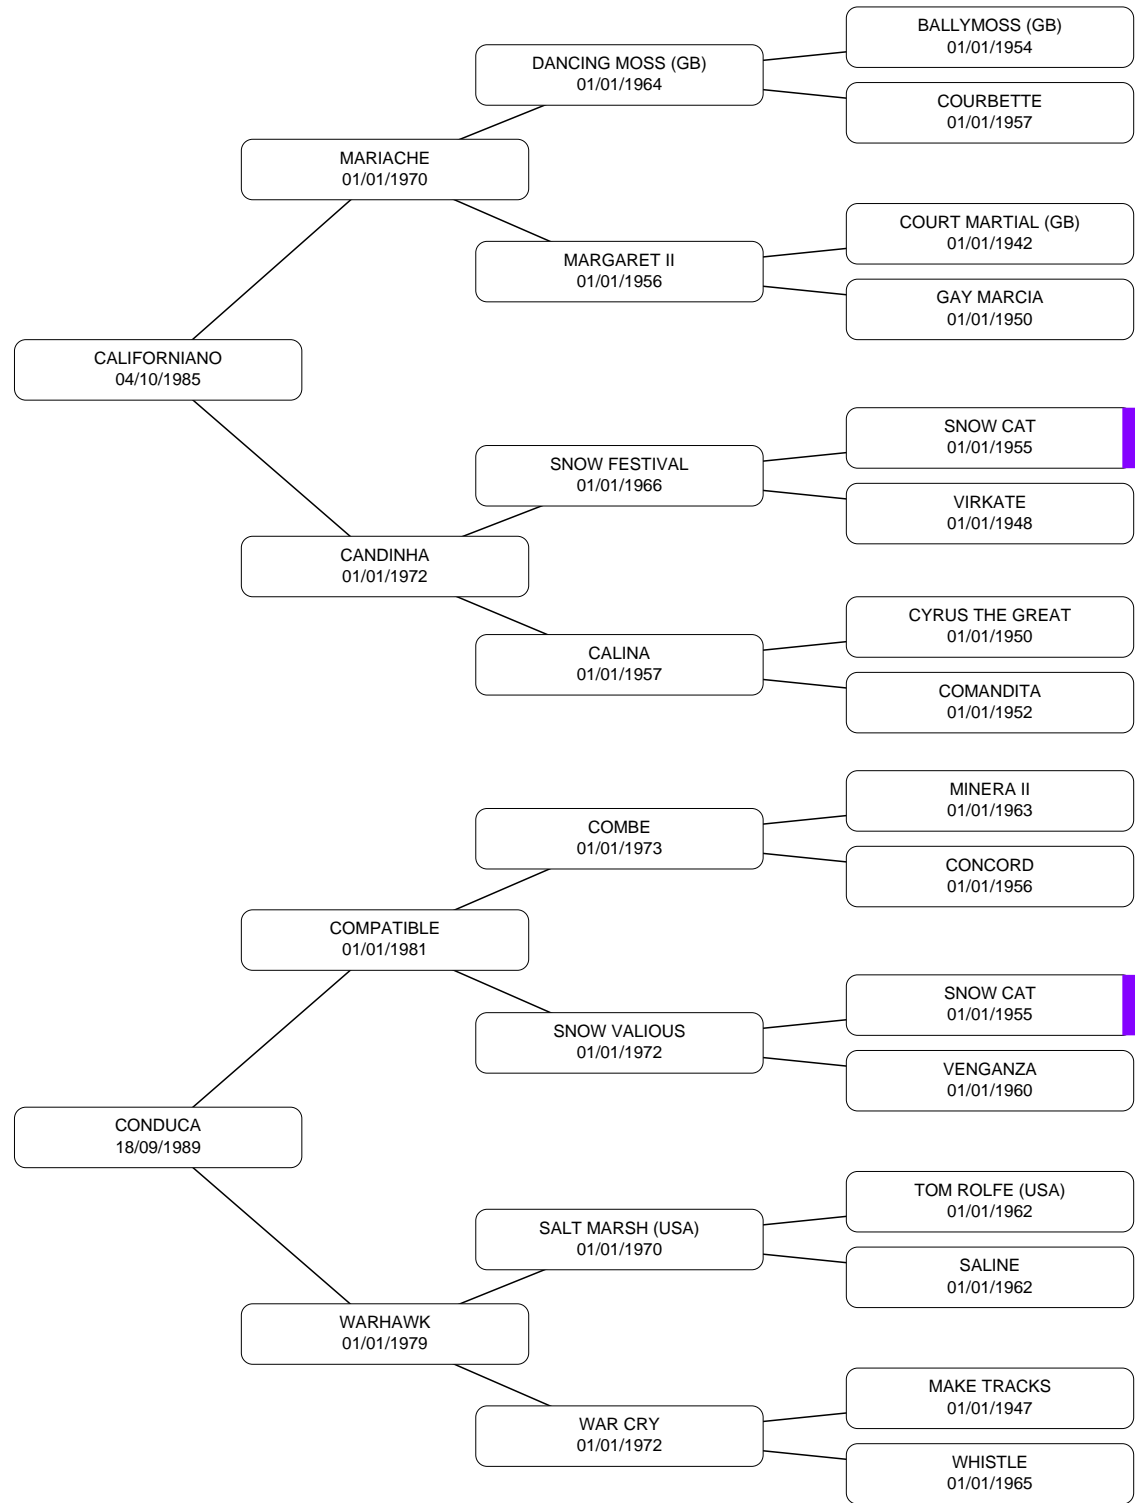 BALLYMOSS (GB)
01/01/1954
DANCING MOSS (GB)
01/01/1964
COURBETTE
01/01/1957
MARIACHE
01/01/1970
COURT MARTIAL (GB)
01/01/1942
MARGARET II
01/01/1956
GAY MARCIA
01/01/1950
CALIFORNIANO
04/10/1985
SNOW CAT
01/01/1955
SNOW FESTIVAL
01/01/1966
VIRKATE
01/01/1948
CANDINHA
01/01/1972
CYRUS THE GREAT
01/01/1950
CALINA
01/01/1957
COMANDITA
01/01/1952
MINERA II
01/01/1963
COMBE
01/01/1973
CONCORD
01/01/1956
COMPATIBLE
01/01/1981
SNOW CAT
01/01/1955
SNOW VALIOUS
01/01/1972
VENGANZA
01/01/1960
CONDUCA
18/09/1989
TOM ROLFE (USA)
01/01/1962
SALT MARSH (USA)
01/01/1970
SALINE
01/01/1962
WARHAWK
01/01/1979
MAKE TRACKS
01/01/1947
WAR CRY
01/01/1972
WHISTLE
01/01/1965